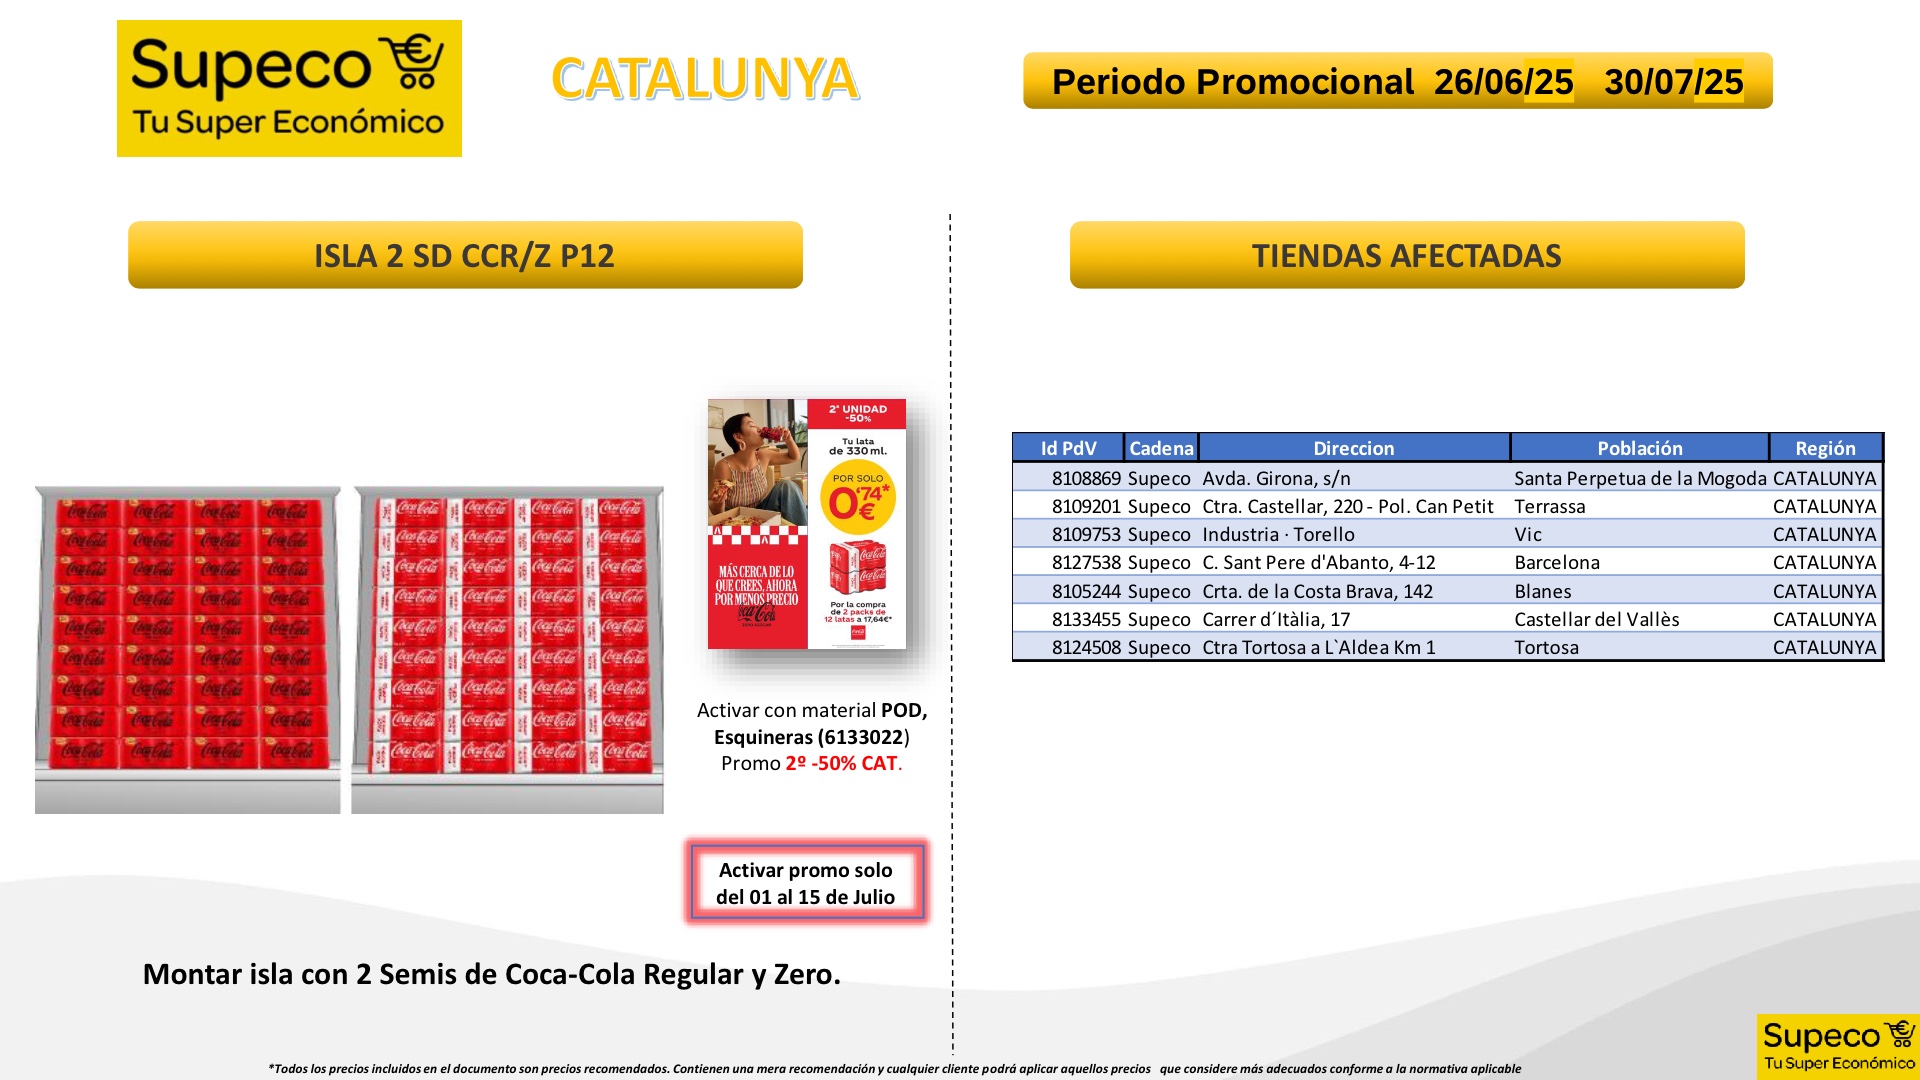 Supeco
Tu Super Económico
CATALUNYA
Periodo Promocional 26/06/25 30/07/25
ISLA 2 SD CCR/Z P12
TIENDAS AFECTADAS
2ª UNIDAD
-50%
Tu lata
de 330 ml.
POR SOLO
0'74*
€
MÁS CERCA DE LO
QUE CREES, AHORA
POR MENOS PRECIO
Coca-Cola
Por la compra
de 2 packs de
12 latas a 17,64€*
Activar con material POD,
Esquineras (6133022)
Promo 2º -50% CAT.
Activar promo solo
del 01 al 15 de Julio
Montar isla con 2 Semis de Coca-Cola Regular y Zero.
Id PdV Cadena Direccion Población Región
8108869 Supeco Avda. Girona, s/n Santa Perpetua de la Mogoda CATALUNYA
8109201 Supeco Ctra. Castellar, 220 - Pol. Can Petit Terrassa CATALUNYA
8109753 Supeco Industria · Torello Vic CATALUNYA
8127538 Supeco C. Sant Pere d'Abanto, 4-12 Barcelona CATALUNYA
8105244 Supeco Crta. de la Costa Brava, 142 Blanes CATALUNYA
8133455 Supeco Carrer d´Itàlia, 17 Castellar del Vallès CATALUNYA
8124508 Supeco Ctra Tortosa a L`Aldea Km 1 Tortosa CATALUNYA
*Todos los precios incluidos en el documento son precios recomendados. Contienen una mera recomendación y cualquier cliente podrá aplicar aquellos precios que considere más adecuados conforme a la normativa aplicable
Supeco
Tu Super Económico